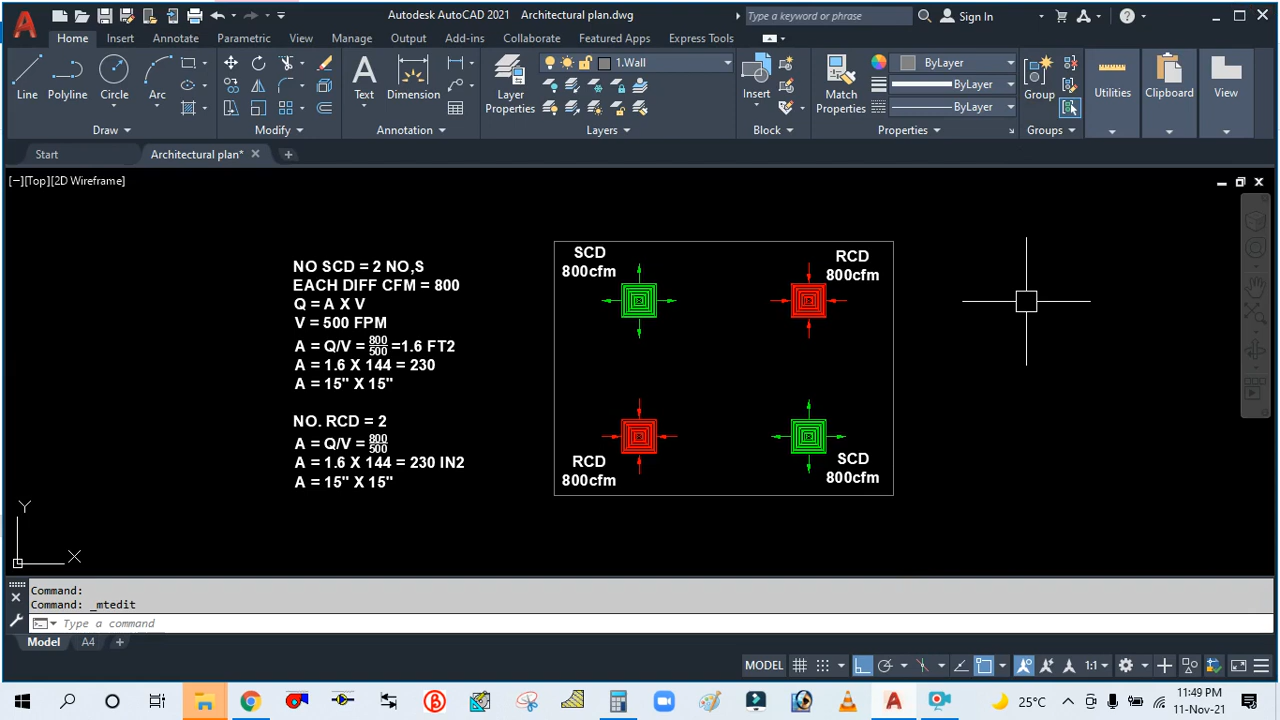 Autodesk AutoCAD 2021 Architectural plan.dwg
Type a keyword or phrase
Sign In
Home Insert Annotate Parametric View Manage Output Add-ins Collaborate Featured Apps Express Tools
Line
Polyline
Circle
Arc
Draw
Modify
Text
Dimension
Annotation
Layer Properties
1.Wall
Layers
Insert
Block
Match Properties
ByLayer
ByLayer
ByLayer
Properties
Group
Groups
Utilities
Clipboard
View
Start
Architectural plan*
[−][Top][2D Wireframe]
NO SCD = 2 NO,S
EACH DIFF CFM = 800
Q = A X V
V = 500 FPM
A = Q/V = 800/500 =1.6 FT2
A = 1.6 X 144 = 230
A = 15" X 15"
NO. RCD = 2
A = Q/V = 800/500
A = 1.6 X 144 = 230 IN2
A = 15" X 15"
SCD
800cfm
RCD
800cfm
RCD
800cfm
SCD
800cfm
Y
X
Command:
Command: _mtedit
Type a command
Model A4
MODEL
1:1
25°C
11:49 PM
11-Nov-21